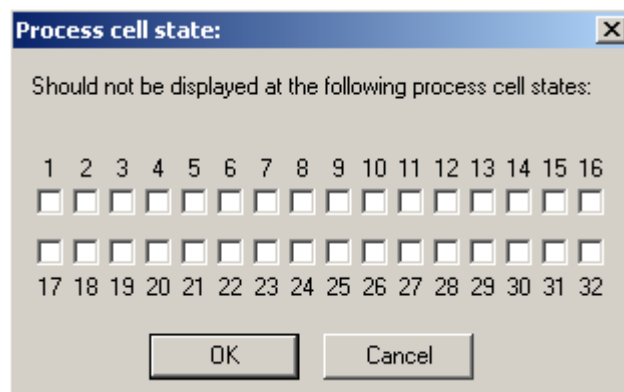 Process cell state:
Should not be displayed at the following process cell states:
1 2 3 4 5 6 7 8 9 10 11 12 13 14 15 16
17 18 19 20 21 22 23 24 25 26 27 28 29 30 31 32
OK Cancel